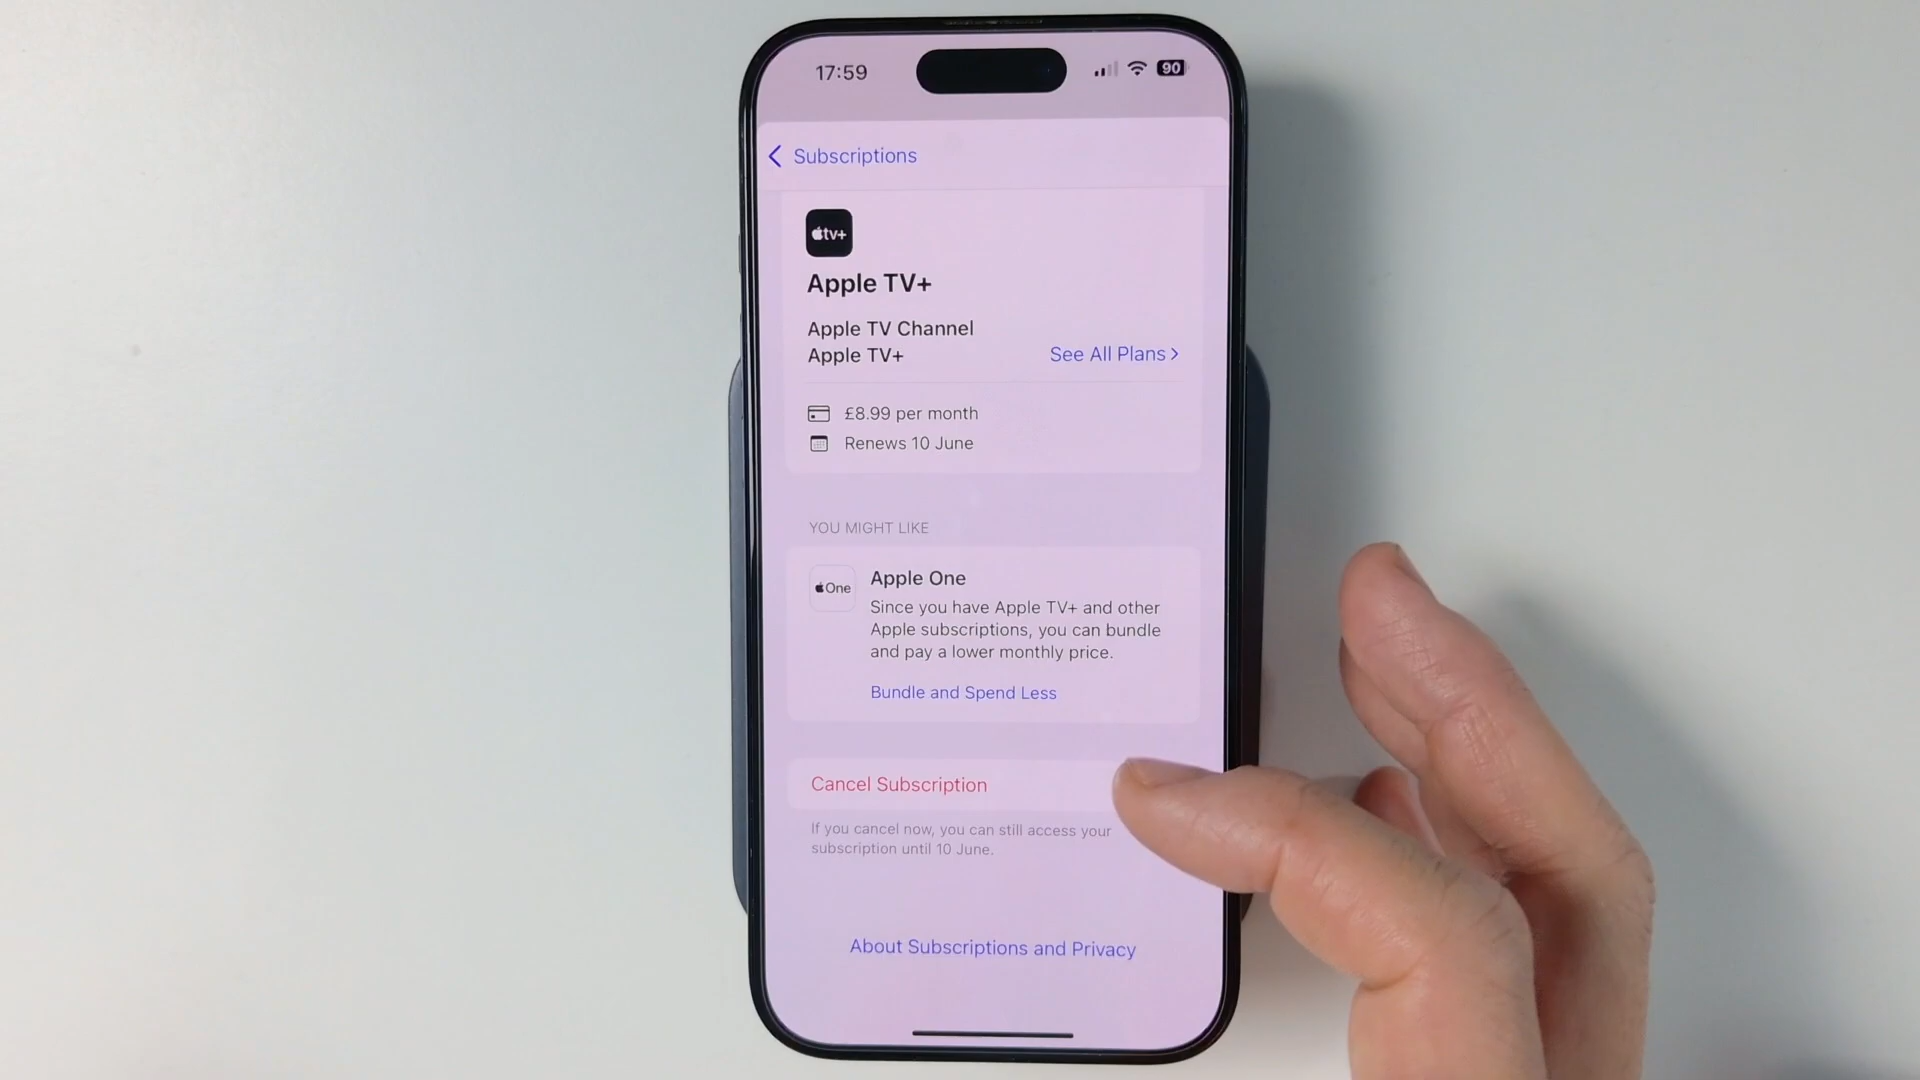 17:59
90
Subscriptions
tv+
Apple TV+
Apple TV Channel
Apple TV+
See All Plans
£8.99 per month
Renews 10 June
YOU MIGHT LIKE
One
Apple One
Since you have Apple TV+ and other
Apple subscriptions, you can bundle
and pay a lower monthly price.
Bundle and Spend Less
Cancel Subscription
If you cancel now, you can still access your
subscription until 10 June.
About Subscriptions and Privacy